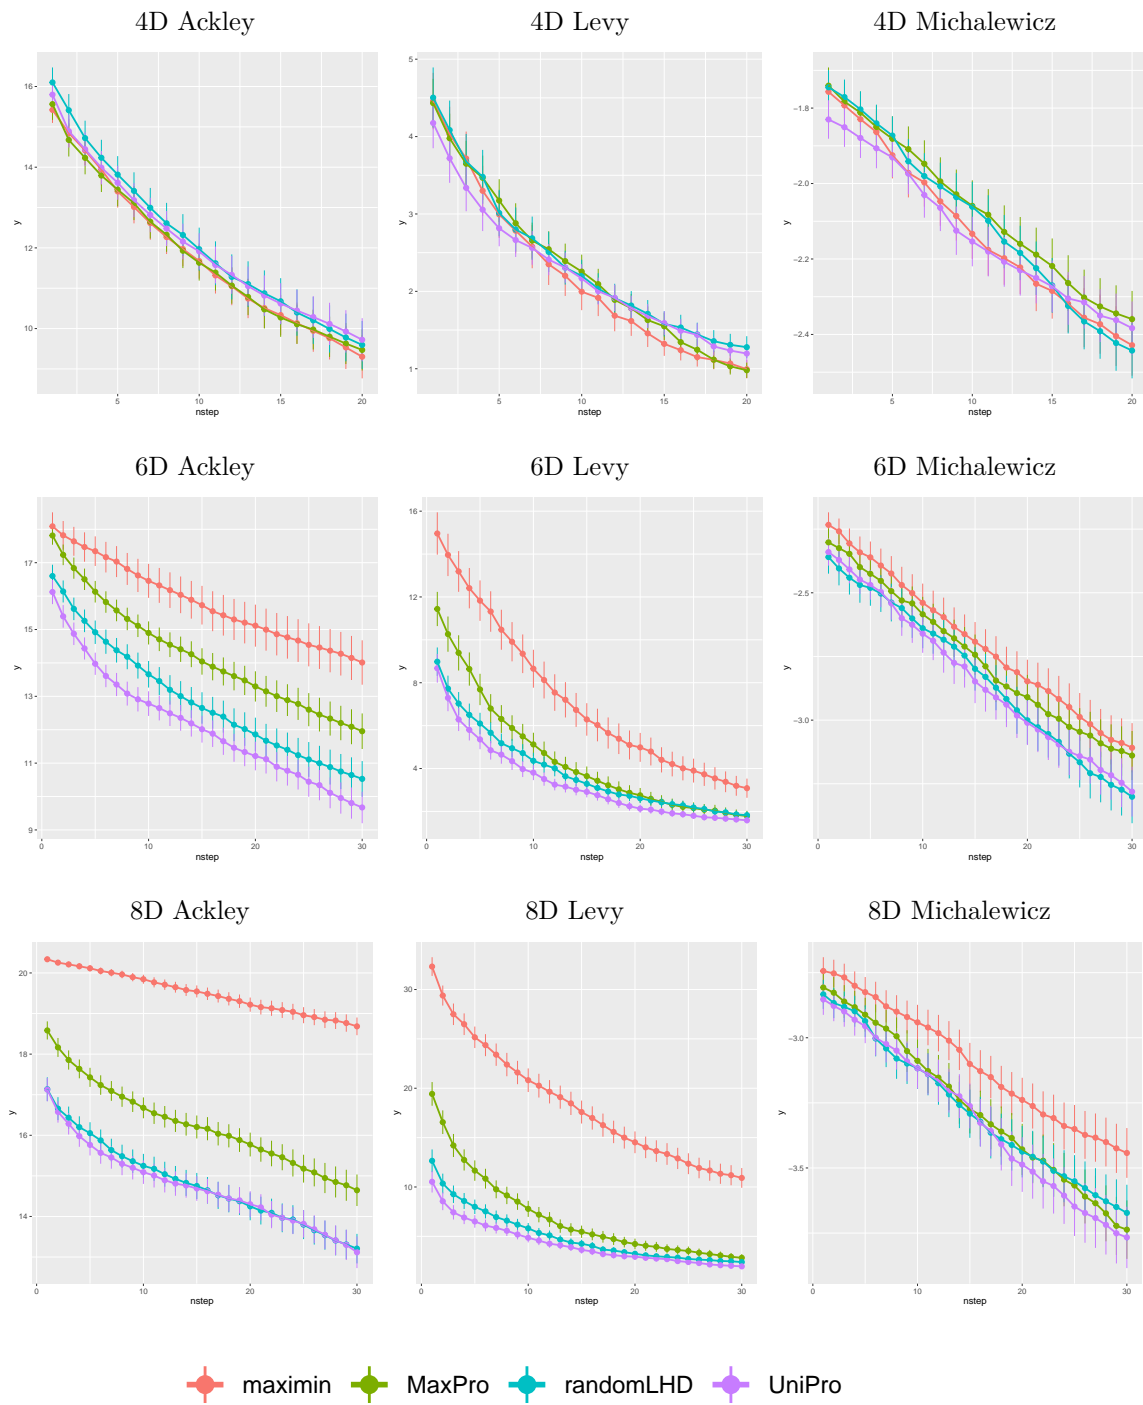 4D Ackley 4D Levy 4D Michalewicz
16
14
12
10
y
5 10 15 20
nstep
5
4
3
2
1
y
5 10 15 20
nstep
−1.8
−2.0
−2.2
−2.4
y
5 10 15 20
nstep
6D Ackley 6D Levy 6D Michalewicz
17
15
13
11
9
y
0 10 20 30
nstep
16
12
8
4
y
0 10 20 30
nstep
−2.5
−3.0
y
0 10 20 30
nstep
8D Ackley 8D Levy 8D Michalewicz
20
18
16
14
y
0 10 20 30
nstep
30
20
10
y
0 10 20 30
nstep
−3.0
−3.5
y
0 10 20 30
nstep
maximin MaxPro randomLHD UniPro